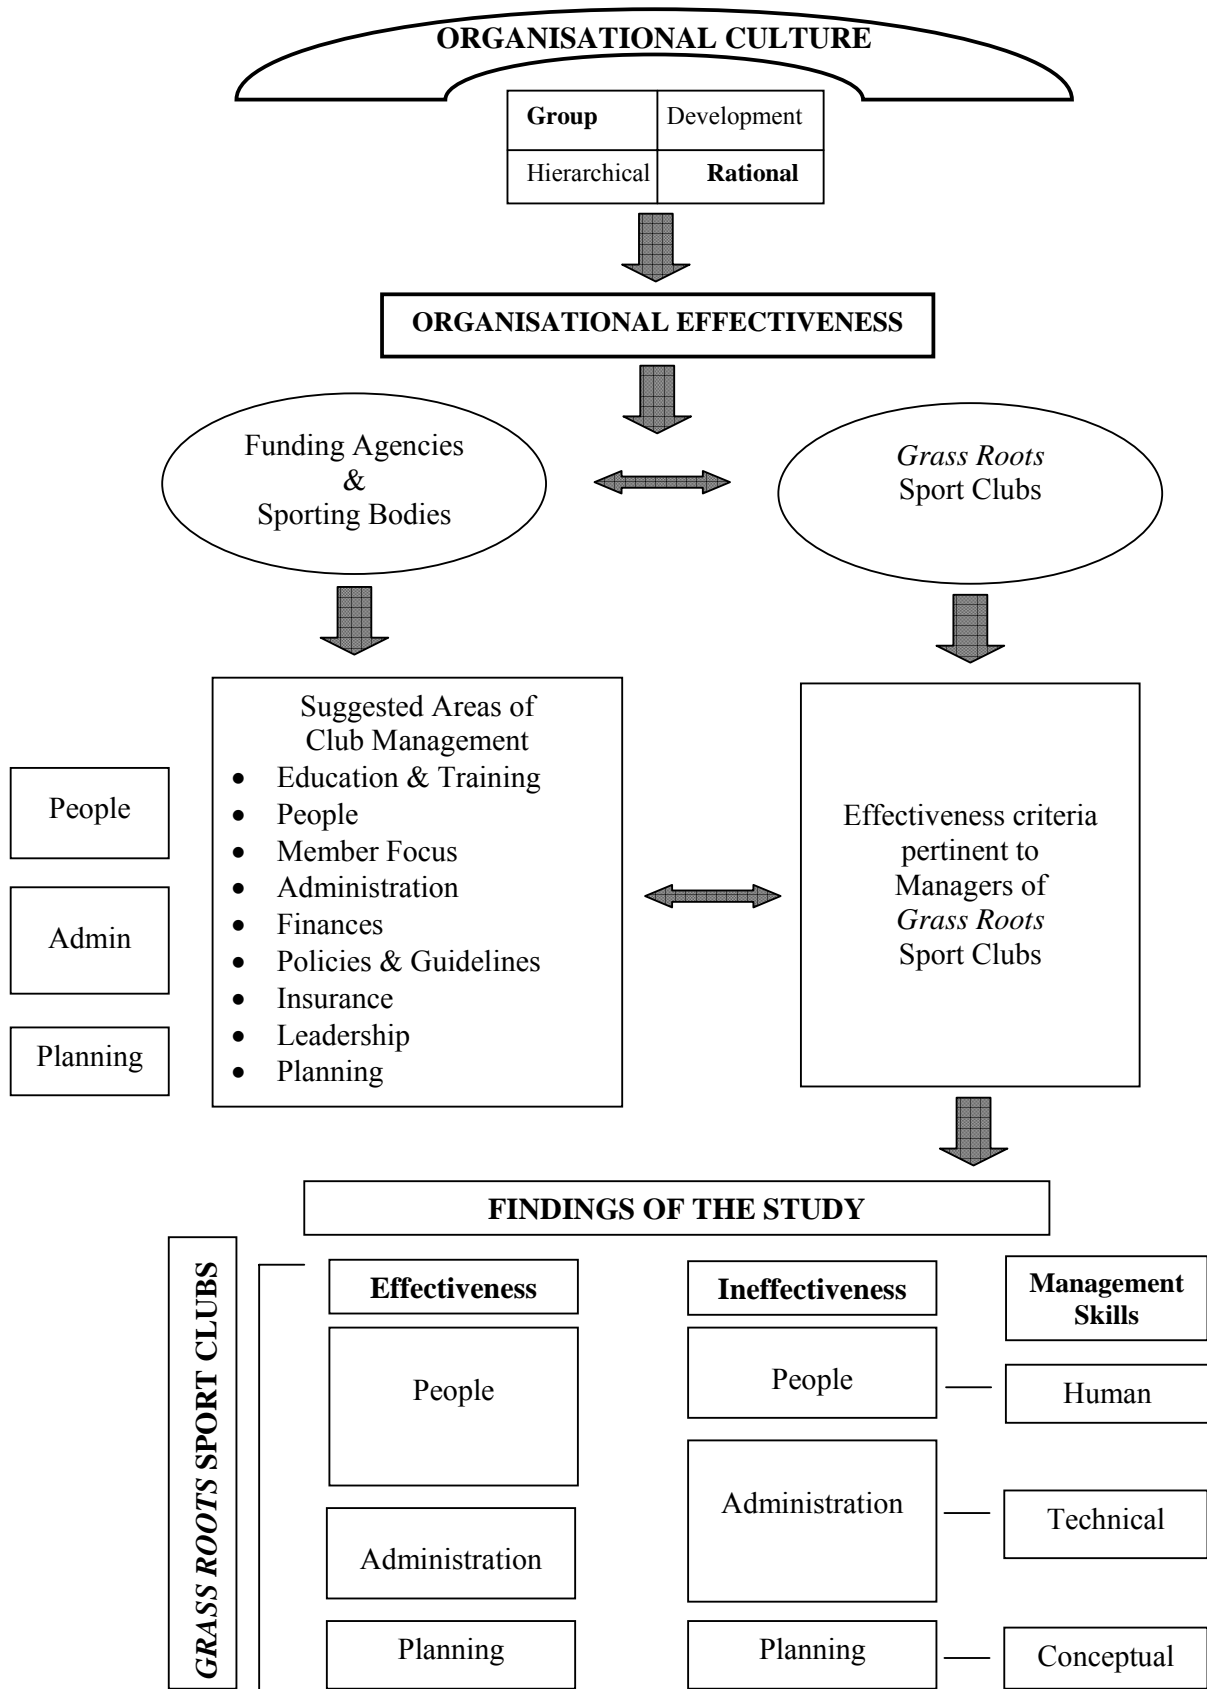 ORGANISATIONAL CULTURE
Group
Development
Hierarchical
Rational
ORGANISATIONAL EFFECTIVENESS
Funding Agencies
&
Sporting Bodies
Grass Roots
Sport Clubs
People
Admin
Planning
Suggested Areas of
Club Management
• Education & Training
• People
• Member Focus
• Administration
• Finances
• Policies & Guidelines
• Insurance
• Leadership
• Planning
Effectiveness criteria
pertinent to
Managers of
Grass Roots
Sport Clubs
FINDINGS OF THE STUDY
GRASS ROOTS SPORT CLUBS
Effectiveness
People
Administration
Planning
Ineffectiveness
People
Administration
Planning
Management
Skills
Human
Technical
Conceptual